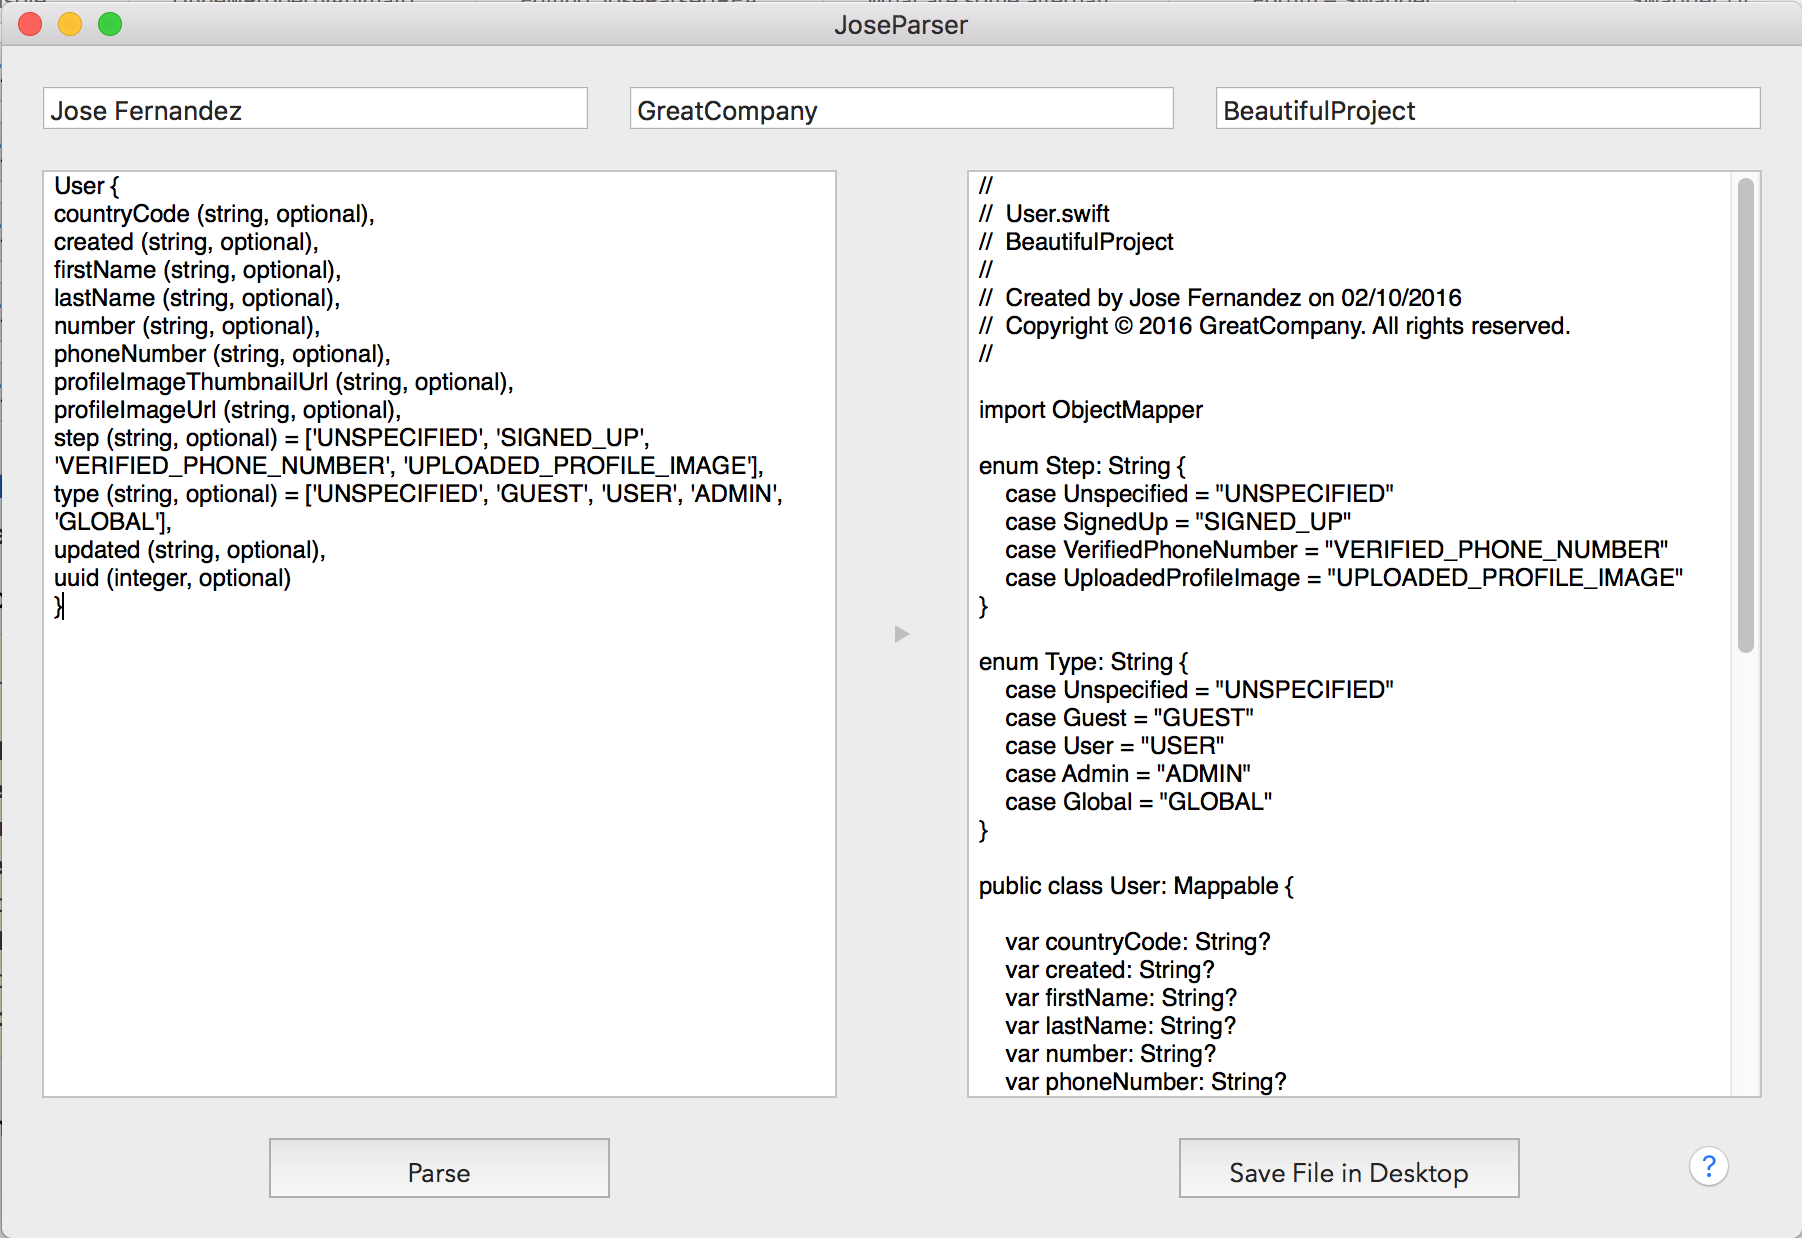 JoseParser
Jose Fernandez
GreatCompany
BeautifulProject
User {
countryCode (string, optional),
created (string, optional),
firstName (string, optional),
lastName (string, optional),
number (string, optional),
phoneNumber (string, optional),
profileImageThumbnailUrl (string, optional),
profileImageUrl (string, optional),
step (string, optional) = ['UNSPECIFIED', 'SIGNED_UP',
'VERIFIED_PHONE_NUMBER', 'UPLOADED_PROFILE_IMAGE'],
type (string, optional) = ['UNSPECIFIED', 'GUEST', 'USER', 'ADMIN',
'GLOBAL'],
updated (string, optional),
uuid (integer, optional)
}
//
//  User.swift
//  BeautifulProject
//
//  Created by Jose Fernandez on 02/10/2016
//  Copyright © 2016 GreatCompany. All rights reserved.
//
import ObjectMapper
enum Step: String {
case Unspecified = "UNSPECIFIED"
case SignedUp = "SIGNED_UP"
case VerifiedPhoneNumber = "VERIFIED_PHONE_NUMBER"
case UploadedProfileImage = "UPLOADED_PROFILE_IMAGE"
}
enum Type: String {
case Unspecified = "UNSPECIFIED"
case Guest = "GUEST"
case User = "USER"
case Admin = "ADMIN"
case Global = "GLOBAL"
}
public class User: Mappable {
var countryCode: String?
var created: String?
var firstName: String?
var lastName: String?
var number: String?
var phoneNumber: String?
Parse
Save File in Desktop
?